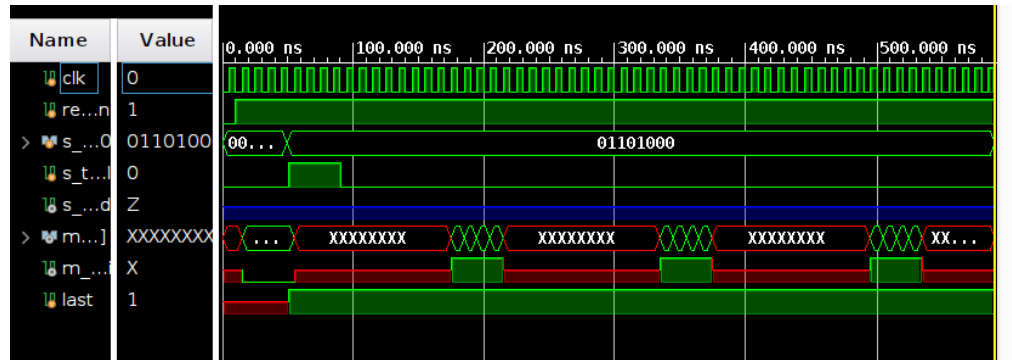 Name Value |0.000 ns |100.000 ns |200.000 ns |300.000 ns |400.000 ns |500.000 ns
clk 0
re...n 1
> s_...0 01101000 00... 01101000
s_t...l 0
s_...d Z
> m...] XXXXXXXX ... XXXXXXXX XXXXXXXX XXXXXXXX XX...
m_...i X
last 1